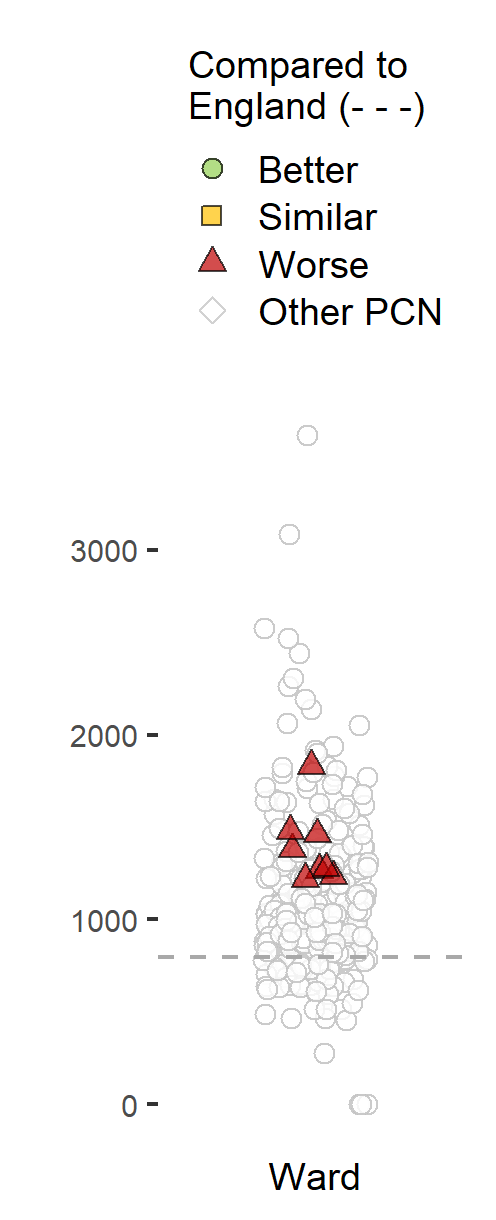 Compared to
England (- - -)
Better
Similar
Worse
Other PCN
3000
2000
1000
0
Ward